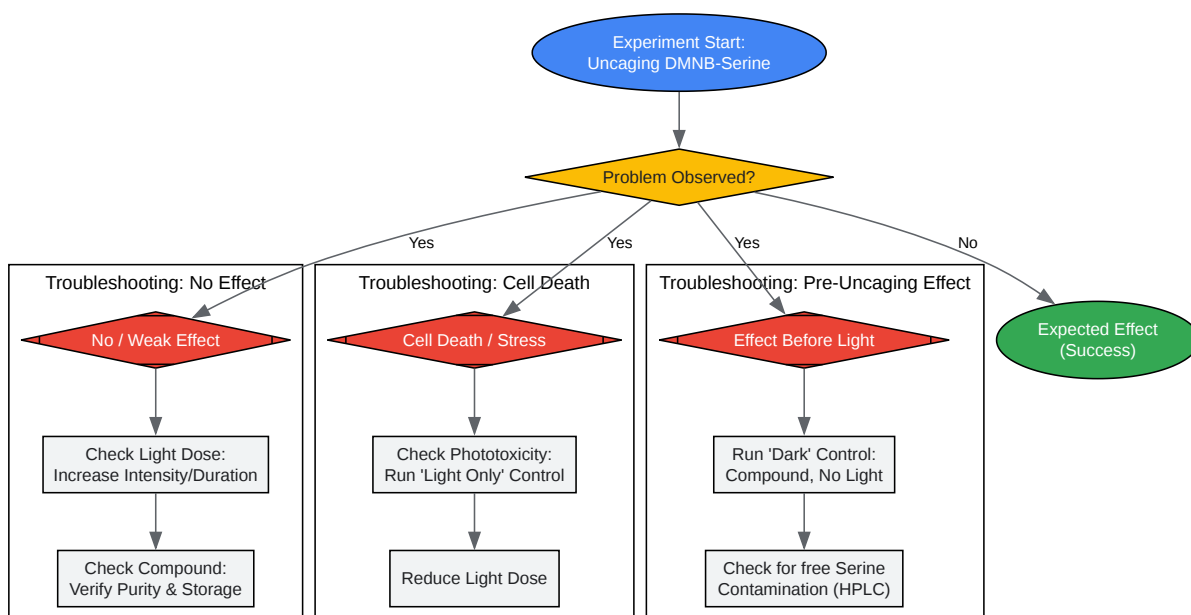 Experiment Start:
Uncaging DMNB-Serine
Problem Observed?
Yes
Yes
Yes
No
Troubleshooting: No Effect
No / Weak Effect
Check Light Dose:
Increase Intensity/Duration
Check Compound:
Verify Purity & Storage
Troubleshooting: Cell Death
Cell Death / Stress
Check Phototoxicity:
Run 'Light Only' Control
Reduce Light Dose
Troubleshooting: Pre-Uncaging Effect
Effect Before Light
Run 'Dark' Control:
Compound, No Light
Check for free Serine
Contamination (HPLC)
Expected Effect
(Success)